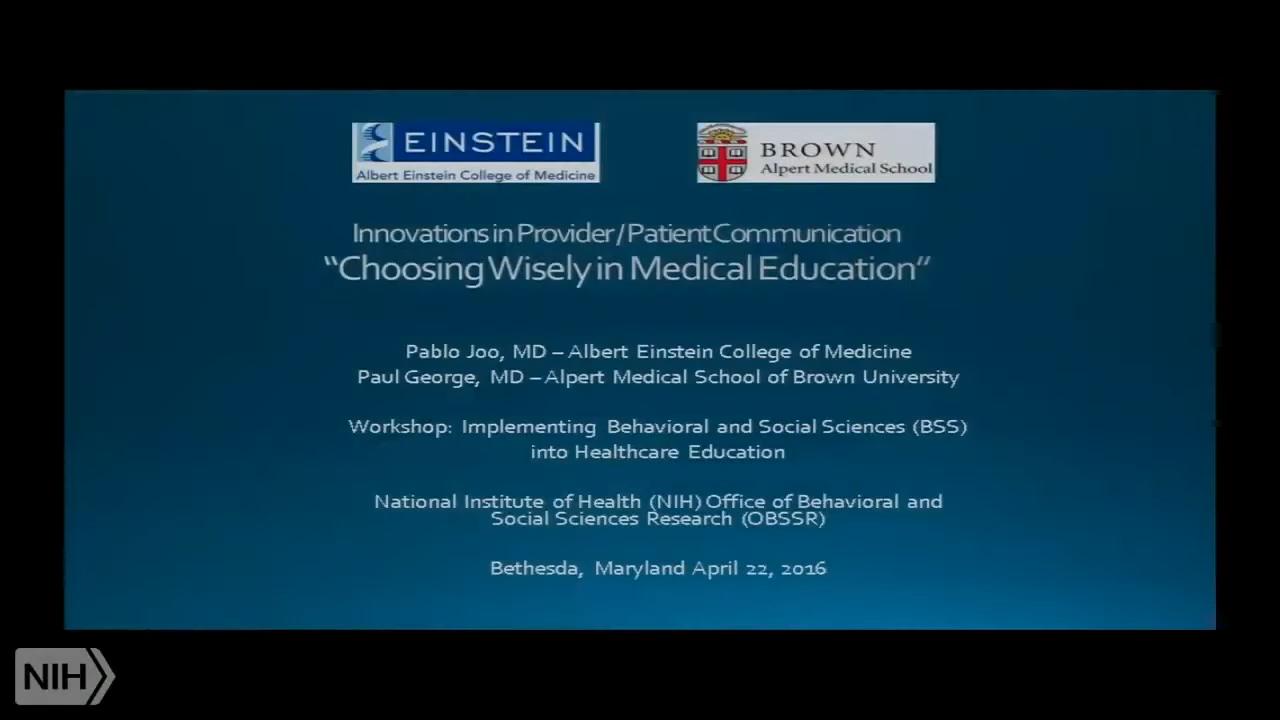 EINSTEIN
Albert Einstein College of Medicine
BROWN
Alpert Medical School
Innovations in Provider/Patient Communication
“Choosing Wisely in Medical Education”
Pablo Joo, MD – Albert Einstein College of Medicine
Paul George, MD – Alpert Medical School of Brown University
Workshop: Implementing Behavioral and Social Sciences (BSS)
into Healthcare Education
National Institute of Health (NIH) Office of Behavioral and
Social Sciences Research (OBSSR)
Bethesda, Maryland April 22, 2016
NIH